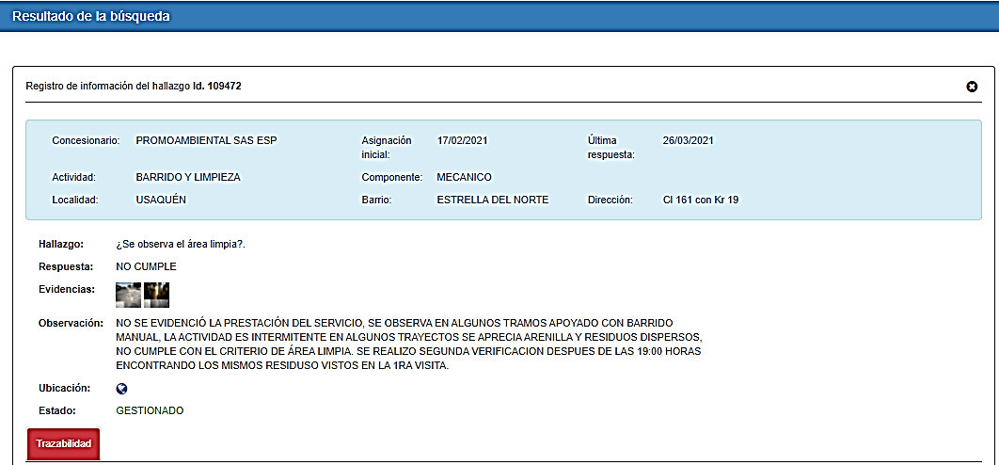 Resultado de la búsqueda
Registro de información del hallazgo Id. 109472
Concesionario: PROMOAMBIENTAL SAS ESP Asignación inicial: 17/02/2021 Última respuesta: 26/03/2021
Actividad: BARRIDO Y LIMPIEZA Componente: MECANICO
Localidad: USAQUÉN Barrio: ESTRELLA DEL NORTE Dirección: Cl 161 con Kr 19
Hallazgo: ¿Se observa el área limpia?.
Respuesta: NO CUMPLE
Evidencias:
Observación: NO SE EVIDENCIÓ LA PRESTACIÓN DEL SERVICIO, SE OBSERVA EN ALGUNOS TRAMOS APOYADO CON BARRIDO
MANUAL, LA ACTIVIDAD ES INTERMITENTE EN ALGUNOS TRAYECTOS SE APRECIA ARENILLA Y RESIDUOS DISPERSOS,
NO CUMPLE CON EL CRITERIO DE ÁREA LIMPIA. SE REALIZO SEGUNDA VERIFICACION DESPUES DE LAS 19:00 HORAS
ENCONTRANDO LOS MISMOS RESIDUSO VISTOS EN LA 1RA VISITA.
Ubicación:
Estado: GESTIONADO
Trazabilidad